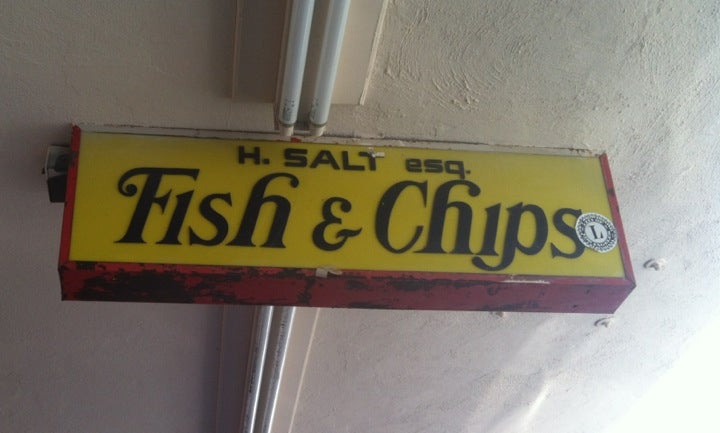 H. SALT esq.
Fish & Chips
L